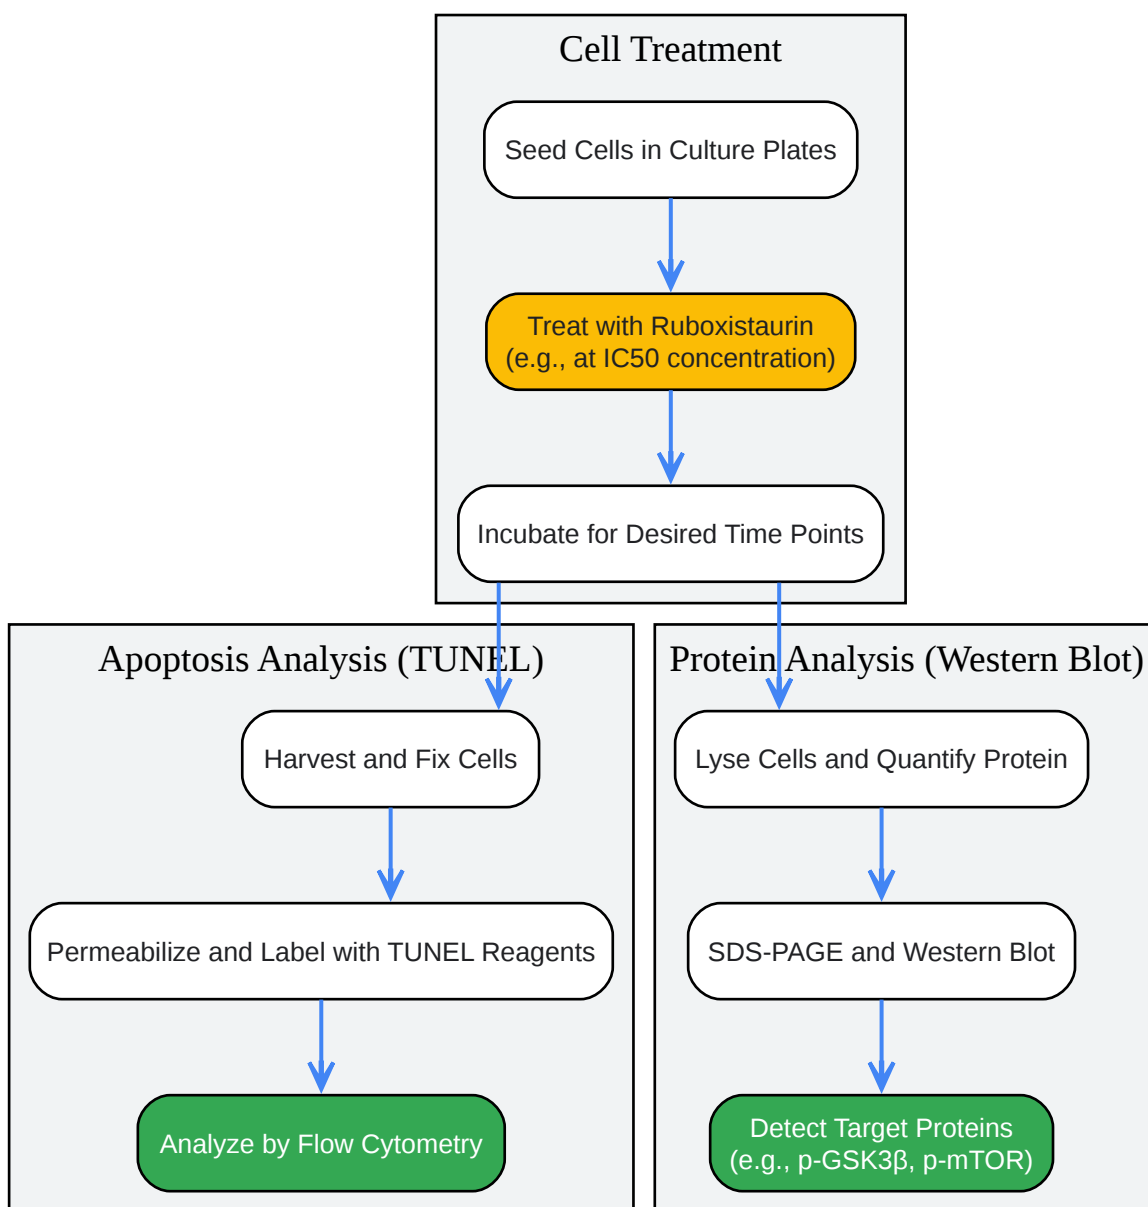 Cell Treatment
Seed Cells in Culture Plates
Treat with Ruboxistaurin
(e.g., at IC50 concentration)
Incubate for Desired Time Points
Apoptosis Analysis (TUNEL)
Harvest and Fix Cells
Permeabilize and Label with TUNEL Reagents
Analyze by Flow Cytometry
Protein Analysis (Western Blot)
Lyse Cells and Quantify Protein
SDS-PAGE and Western Blot
Detect Target Proteins
(e.g., p-GSK3β, p-mTOR)